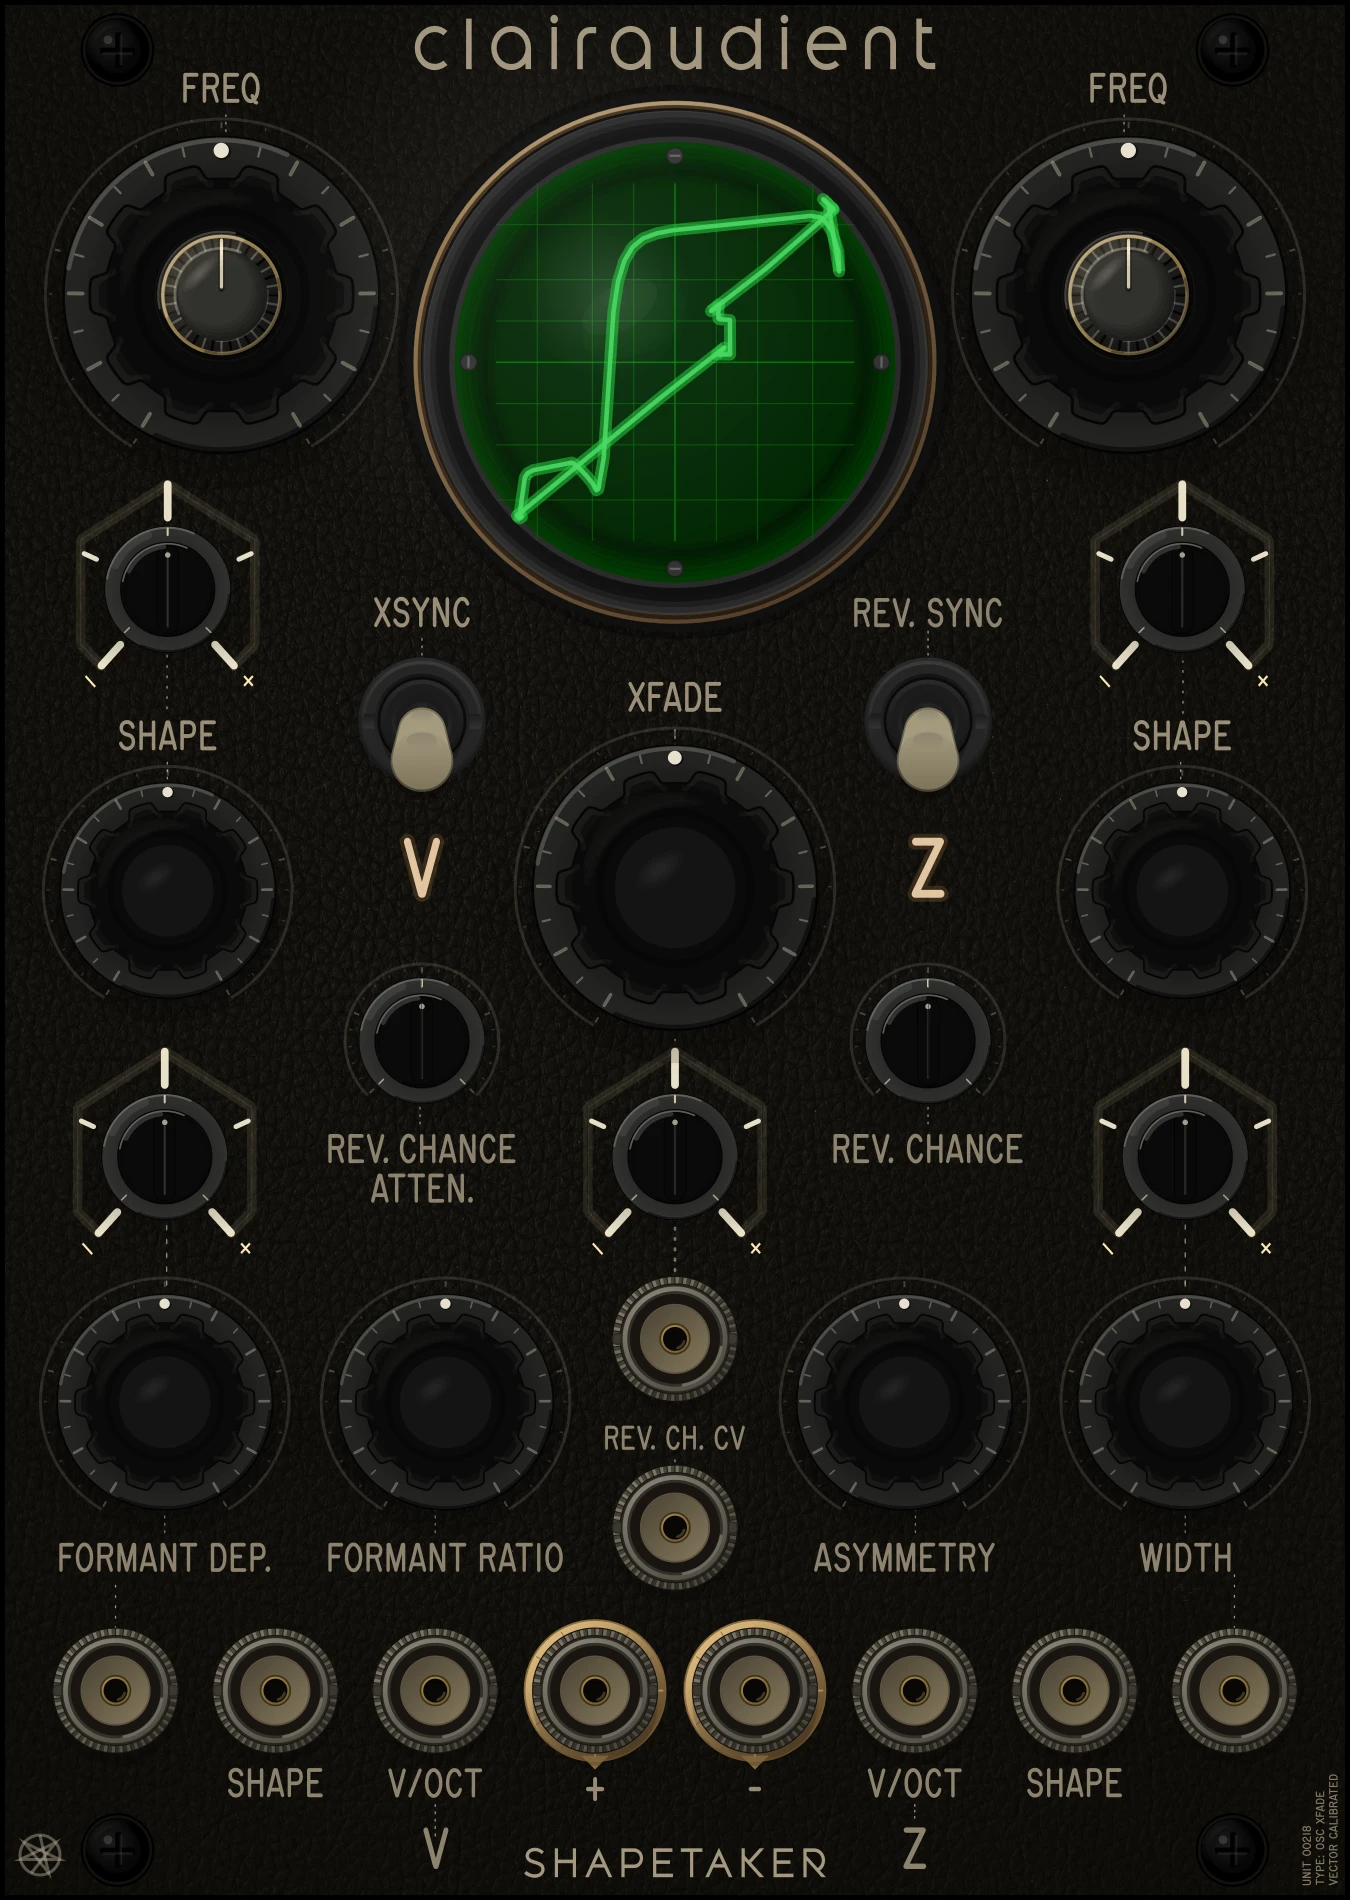 clairaudient
FREQ
FREQ
XSYNC
REV. SYNC
XFADE
SHAPE
SHAPE
V
Z
REV. CHANCE
ATTEN.
REV. CHANCE
REV. CH. CV
FORMANT DEP.
FORMANT RATIO
ASYMMETRY
WIDTH
SHAPE
V/OCT
+
-
V/OCT
SHAPE
V
Z
SHAPETAKER
UNIT 00218
TYPE: OSC XFADE
VECTOR CALIBRATED